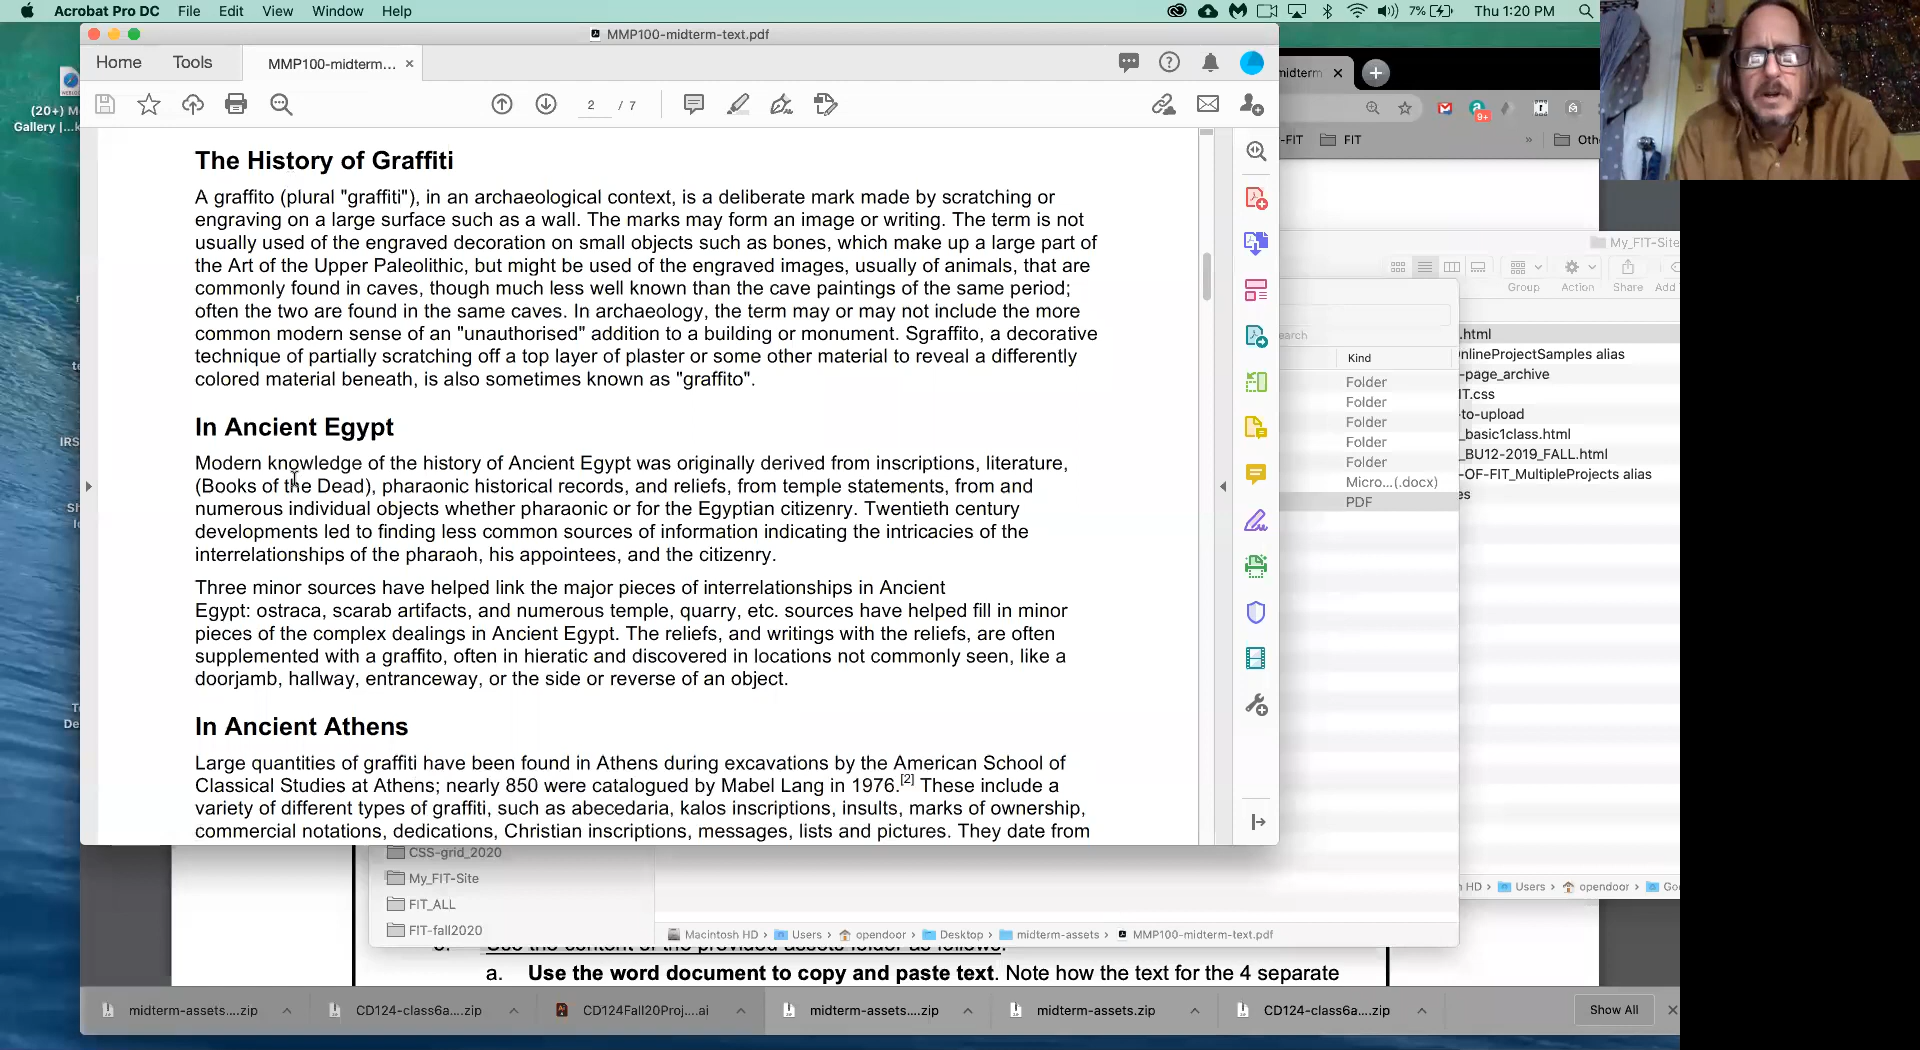 Acrobat Pro DC File Edit View Window Help
7% Thu 1:20 PM
MMP100-midterm-text.pdf
Home Tools MMP100-midterm... ×
2 / 7
The History of Graffiti
A graffito (plural "graffiti"), in an archaeological context, is a deliberate mark made by scratching or
engraving on a large surface such as a wall. The marks may form an image or writing. The term is not
usually used of the engraved decoration on small objects such as bones, which make up a large part of
the Art of the Upper Paleolithic, but might be used of the engraved images, usually of animals, that are
commonly found in caves, though much less well known than the cave paintings of the same period;
often the two are found in the same caves. In archaeology, the term may or may not include the more
common modern sense of an "unauthorised" addition to a building or monument. Sgraffito, a decorative
technique of partially scratching off a top layer of plaster or some other material to reveal a differently
colored material beneath, is also sometimes known as "graffito".
In Ancient Egypt
Modern knowledge of the history of Ancient Egypt was originally derived from inscriptions, literature,
(Books of the Dead), pharaonic historical records, and reliefs, from temple statements, from and
numerous individual objects whether pharaonic or for the Egyptian citizenry. Twentieth century
developments led to finding less common sources of information indicating the intricacies of the
interrelationships of the pharaoh, his appointees, and the citizenry.
Three minor sources have helped link the major pieces of interrelationships in Ancient
Egypt: ostraca, scarab artifacts, and numerous temple, quarry, etc. sources have helped fill in minor
pieces of the complex dealings in Ancient Egypt. The reliefs, and writings with the reliefs, are often
supplemented with a graffito, often in hieratic and discovered in locations not commonly seen, like a
doorjamb, hallway, entranceway, or the side or reverse of an object.
In Ancient Athens
Large quantities of graffiti have been found in Athens during excavations by the American School of
Classical Studies at Athens; nearly 850 were catalogued by Mabel Lang in 1976.[2] These include a
variety of different types of graffiti, such as abecedaria, kalos inscriptions, insults, marks of ownership,
commercial notations, dedications, Christian inscriptions, messages, lists and pictures. They date from
(20+) M
Gallery |...k
IRS
midterm ×
9+
-FIT FIT » Oth
My_FIT-Site
Group Action Share Add
earch
Kind
Folder
Folder
Folder
Folder
Folder
Micro...(.docx)
PDF
.html
nlineProjectSamples alias
-page_archive
IT.css
-to-upload
_basic1class.html
_BU12-2019_FALL.html
-OF-FIT_MultipleProjects alias
es
HD › Users › opendoor › Goo
CSS-grid_2020
My_FIT-Site
FIT_ALL
FIT-fall2020
Macintosh HD › Users › opendoor › Desktop › midterm-assets › MMP100-midterm-text.pdf
Use the content of the provided assets folder as follows:
a. Use the word document to copy and paste text. Note how the text for the 4 separate
midterm-assets....zip CD124-class6a....zip CD124Fall20Proj....ai midterm-assets....zip midterm-assets.zip CD124-class6a....zip Show All ×